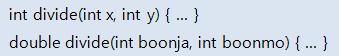 int divide(int x, int y) { ... }
double divide(int boonja, int boonmo) { ... }